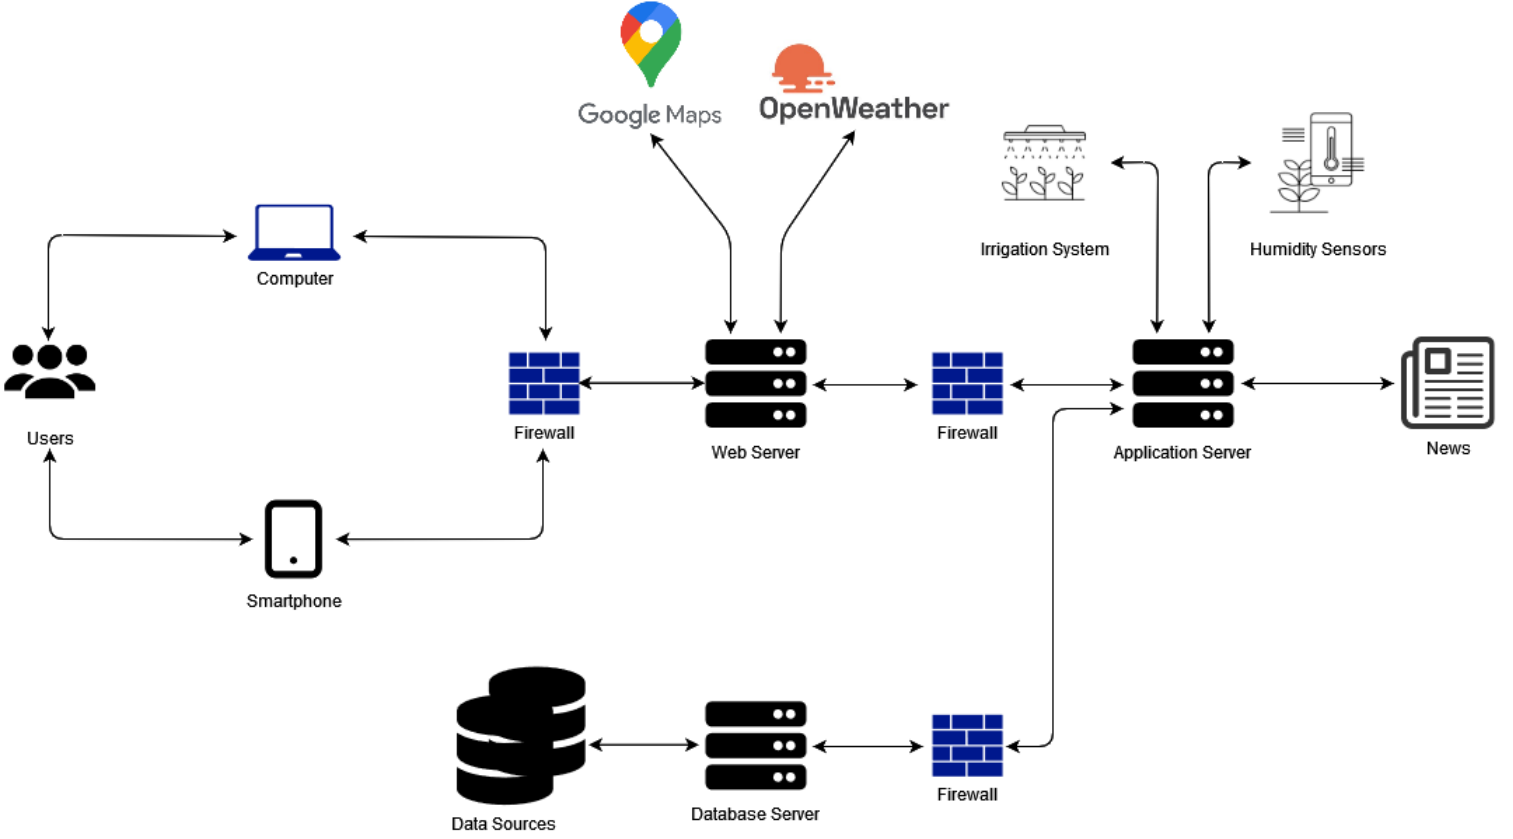 Google Maps
OpenWeather
Irrigation System
Humidity Sensors
Computer
Users
Firewall
Web Server
Firewall
Application Server
News
Smartphone
Data Sources
Database Server
Firewall